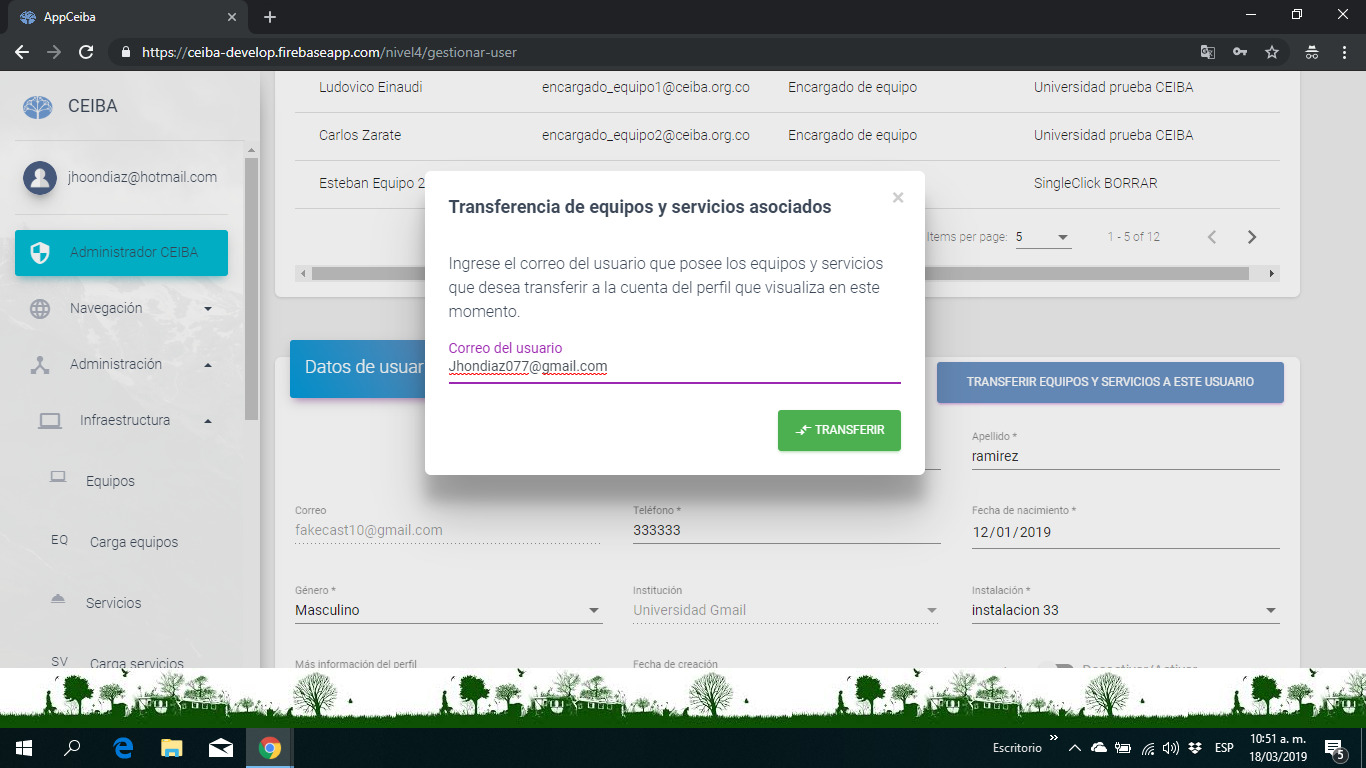 AppCeiba
https://ceiba-develop.firebaseapp.com/nivel4/gestionar-user
CEIBA
jhoondiaz@hotmail.com
Administrador CEIBA
Navegación
Administración
Infraestructura
Equipos
EQ Carga equipos
Servicios
SV Carga servicios
Ludovico Einaudi encargado_equipo1@ceiba.org.co Encargado de equipo Universidad prueba CEIBA
Carlos Zarate encargado_equipo2@ceiba.org.co Encargado de equipo Universidad prueba CEIBA
Esteban Equipo 2 SingleClick BORRAR
Items per page: 5 1 - 5 of 12
Transferencia de equipos y servicios asociados
×
Ingrese el correo del usuario que posee los equipos y servicios
que desea transferir a la cuenta del perfil que visualiza en este
momento.
Correo del usuario
Jhondiaz077@gmail.com
TRANSFERIR
Datos de usuar
TRANSFERIR EQUIPOS Y SERVICIOS A ESTE USUARIO
Apellido *
ramirez
Correo Teléfono * Fecha de nacimiento *
fakecast10@gmail.com 333333 12/01/2019
Género * Institución Instalación *
Masculino Universidad Gmail instalacion 33
Más información del perfil Fecha de creación Desactivar/Activar
Escritorio ESP 10:51 a. m.
18/03/2019
5